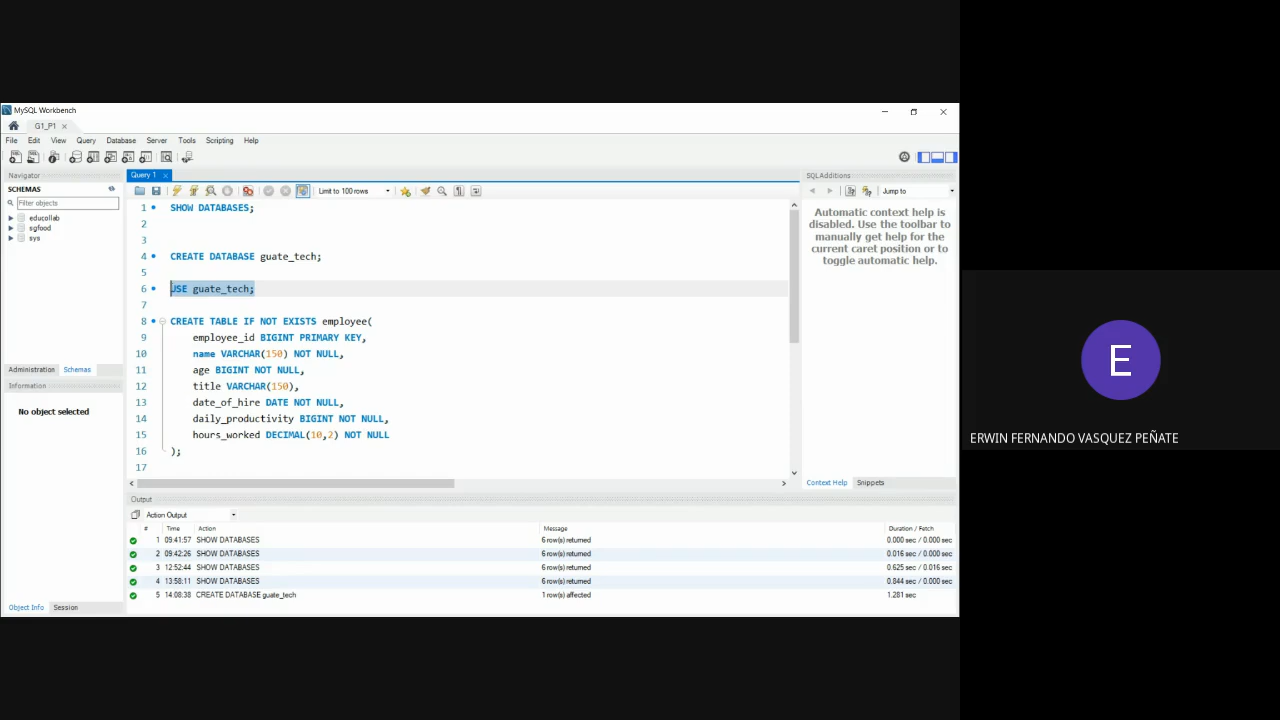 MySQL Workbench
G1_P1
File Edit View Query Database Server Tools Scripting Help
Navigator
SCHEMAS
Filter objects
educollab
sgfood
sys
Administration Schemas
Information
No object selected
Object Info Session
Query 1
Limit to 100 rows
1 SHOW DATABASES;
2
3
4 CREATE DATABASE guate_tech;
5
6 USE guate_tech;
7
8 CREATE TABLE IF NOT EXISTS employee(
9 employee_id BIGINT PRIMARY KEY,
10 name VARCHAR(150) NOT NULL,
11 age BIGINT NOT NULL,
12 title VARCHAR(150),
13 date_of_hire DATE NOT NULL,
14 daily_productivity BIGINT NOT NULL,
15 hours_worked DECIMAL(10,2) NOT NULL
16 );
17
SQLAdditions
Jump to
Automatic context help is
disabled. Use the toolbar to
manually get help for the
current caret position or to
toggle automatic help.
Context Help Snippets
Output
Action Output
# Time Action Message Duration / Fetch
1 09:41:57 SHOW DATABASES 6 row(s) returned 0.000 sec / 0.000 sec
2 09:42:26 SHOW DATABASES 6 row(s) returned 0.016 sec / 0.000 sec
3 12:52:44 SHOW DATABASES 6 row(s) returned 0.625 sec / 0.016 sec
4 13:58:11 SHOW DATABASES 6 row(s) returned 0.844 sec / 0.000 sec
5 14:08:38 CREATE DATABASE guate_tech 1 row(s) affected 1.281 sec
E
ERWIN FERNANDO VASQUEZ PEÑATE